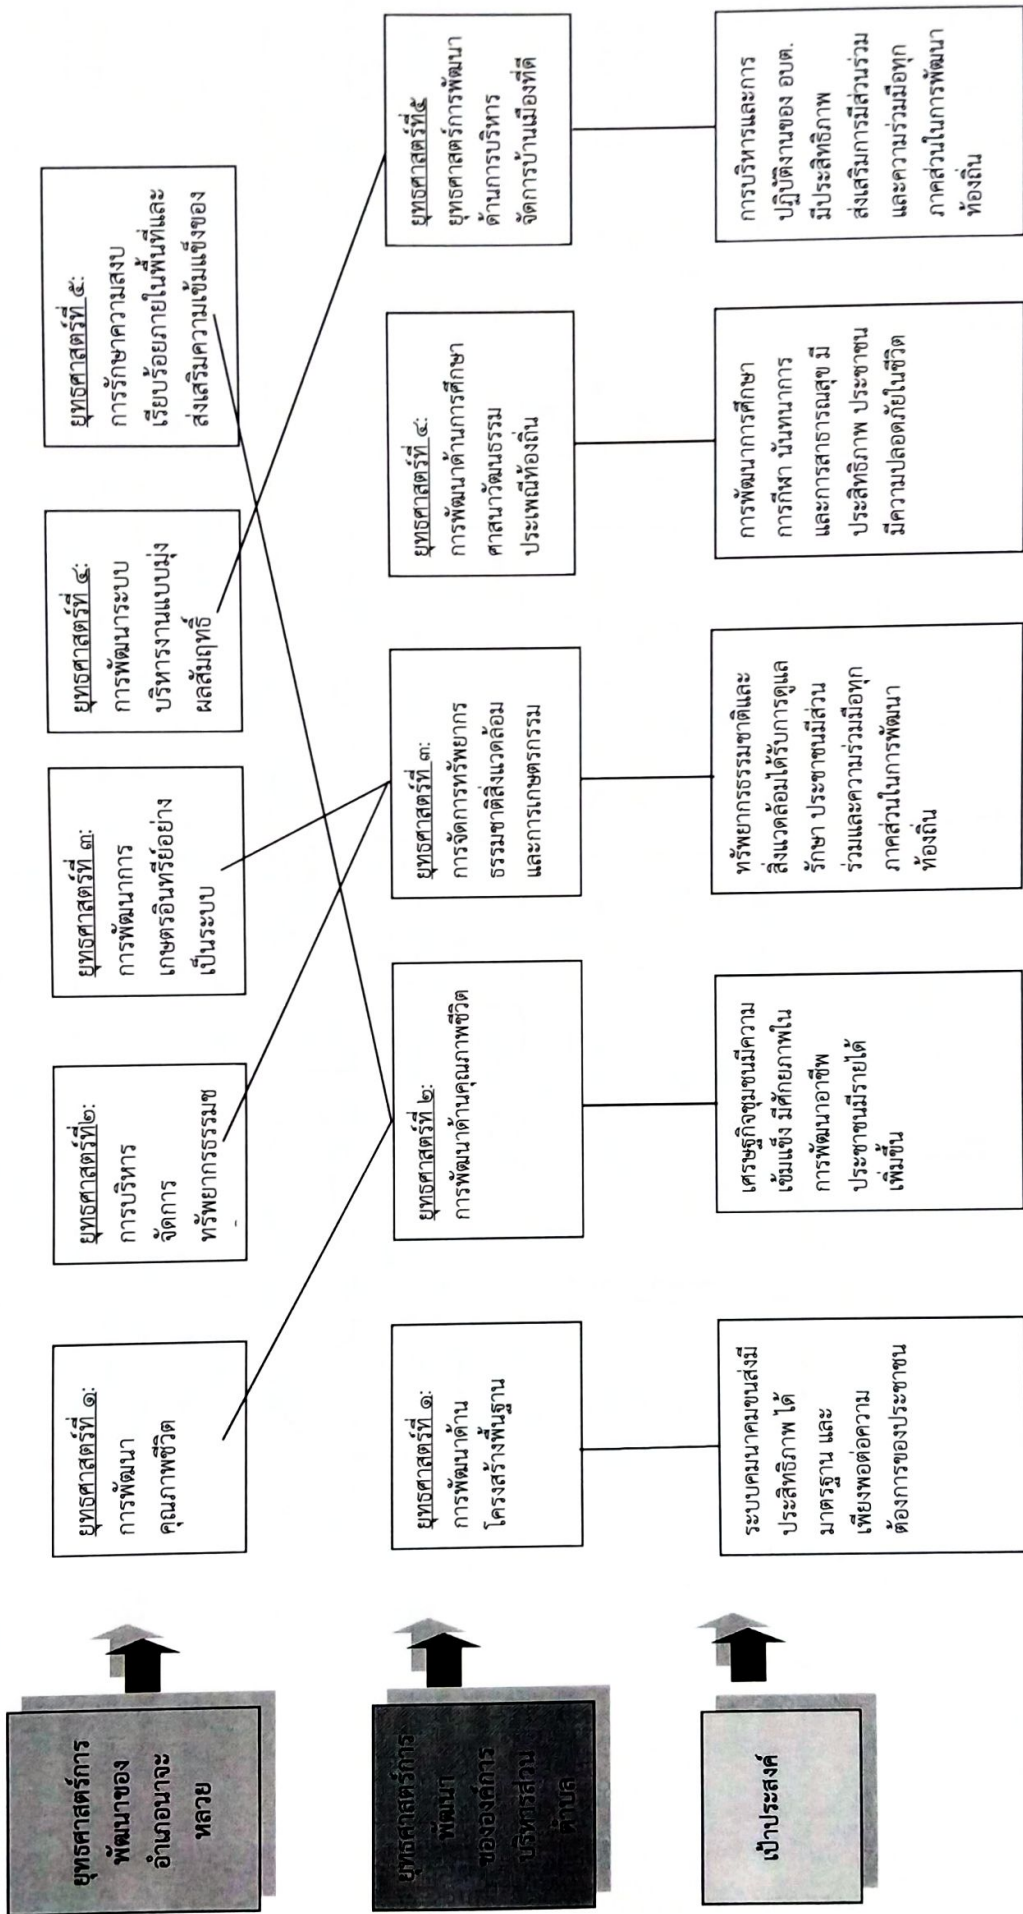 ยุทธศาสตร์การ
พัฒนาของ
อำเภอนาจะ
หลวย
ยุทธศาสตร์ที่ ๑:
การพัฒนา
คุณภาพชีวิต
ยุทธศาสตร์ที่๒:
การบริหาร
จัดการ
ทรัพยากรธรรมช
ยุทธศาสตร์ที่ ๓:
การพัฒนาการ
เกษตรอินทรีย์อย่าง
เป็นระบบ
ยุทธศาสตร์ที่ ๔:
การพัฒนาระบบ
บริหารงานแบบมุ่ง
ผลสัมฤทธิ์
ยุทธศาสตร์ที่ ๕:
การรักษาความสงบ
เรียบร้อยภายในพื้นที่และ
ส่งเสริมความเข้มแข็งของ
ยุทธศาสตร์การ
พัฒนา
ขององค์การ
บริหารส่วน
ตำบล
ยุทธศาสตร์ที่ ๑:
การพัฒนาด้าน
โครงสร้างพื้นฐาน
ยุทธศาสตร์ที่ ๒:
การพัฒนาด้านคุณภาพชีวิต
ยุทธศาสตร์ที่ ๓:
การจัดการทรัพยากร
ธรรมชาติสิ่งแวดล้อม
และการเกษตรกรรม
ยุทธศาสตร์ที่ ๔:
การพัฒนาด้านการศึกษา
ศาสนาวัฒนธรรม
ประเพณีท้องถิ่น
ยุทธศาสตร์ที่๕
ยุทธศาสตร์การพัฒนา
ด้านการบริหาร
จัดการบ้านเมืองที่ดี
เป้าประสงค์
ระบบคมนาคมขนส่งมี
ประสิทธิภาพ ได้
มาตรฐาน และ
เพียงพอต่อความ
ต้องการของประชาชน
เศรษฐกิจชุมชนมีความ
เข้มแข็ง มีศักยภาพใน
การพัฒนาอาชีพ
ประชาชนมีรายได้
เพิ่มขึ้น
ทรัพยากรธรรมชาติและ
สิ่งแวดล้อมได้รับการดูแล
รักษา ประชาชนมีส่วน
ร่วมและความร่วมมือทุก
ภาคส่วนในการพัฒนา
ท้องถิ่น
การพัฒนาการศึกษา
การกีฬา นันทนาการ
และการสาธารณสุข มี
ประสิทธิภาพ ประชาชน
มีความปลอดภัยในชีวิต
การบริหารและการ
ปฏิบัติงานของ อบต.
มีประสิทธิภาพ
ส่งเสริมการมีส่วนร่วม
และความร่วมมือทุก
ภาคส่วนในการพัฒนา
ท้องถิ่น